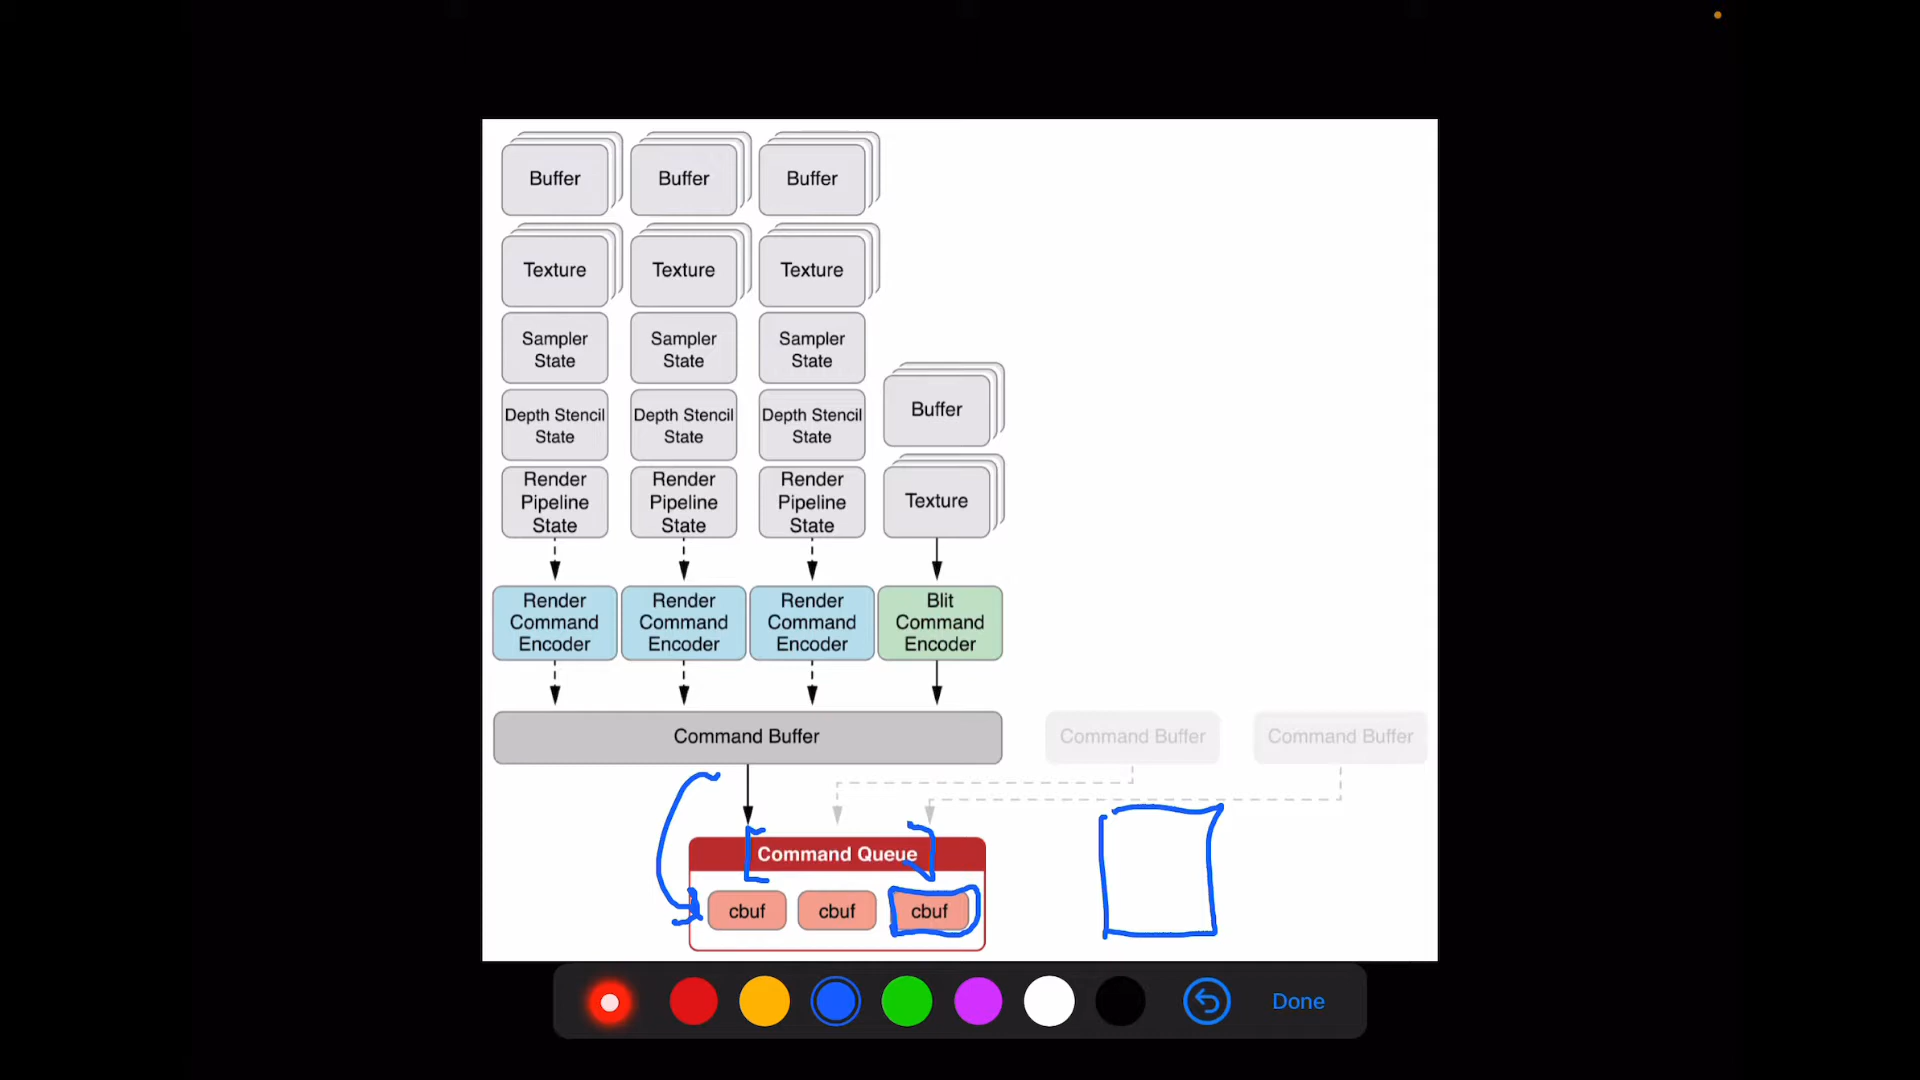 Buffer Buffer Buffer
Texture Texture Texture
Sampler State Sampler State Sampler State
Depth Stencil State Depth Stencil State Depth Stencil State
Buffer
Render Pipeline State Render Pipeline State Render Pipeline State
Texture
Render Command Encoder Render Command Encoder Render Command Encoder Blit Command Encoder
Command Buffer Command Buffer Command Buffer
Command Queue
cbuf cbuf cbuf
Done